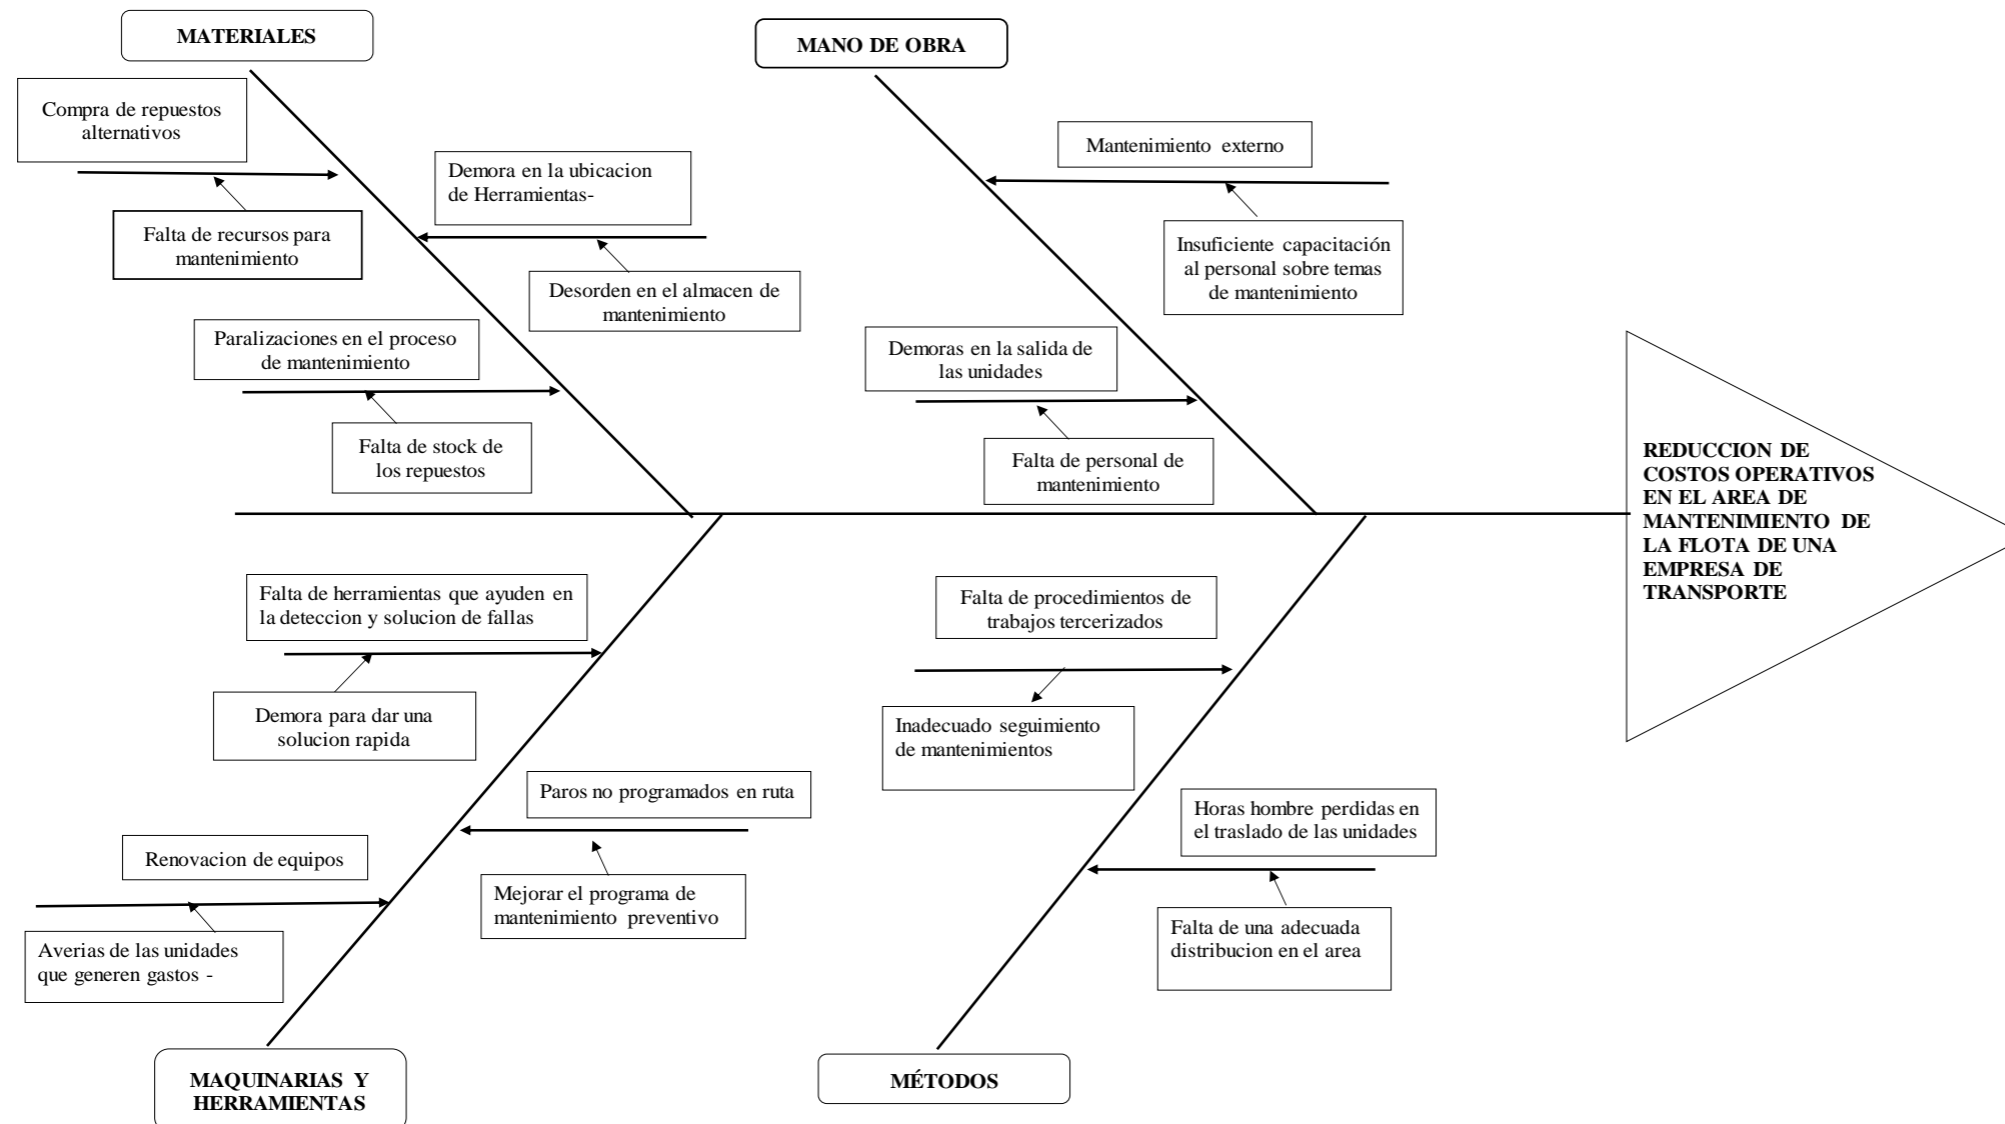 MATERIALES
Compra de repuestos
alternativos
Falta de recursos para
mantenimiento
Demora en la ubicacion
de Herramientas-
Desorden en el almacen de
mantenimiento
Paralizaciones en el proceso
de mantenimiento
Falta de stock de
los repuestos
MANO DE OBRA
Mantenimiento externo
Insuficiente capacitación
al personal sobre temas
de mantenimiento
Demoras en la salida de
las unidades
Falta de personal de
mantenimiento
REDUCCION DE
COSTOS OPERATIVOS
EN EL AREA DE
MANTENIMIENTO DE
LA FLOTA DE UNA
EMPRESA DE
TRANSPORTE
Falta de herramientas que ayuden en
la deteccion y solucion de fallas
Demora para dar una
solucion rapida
Paros no programados en ruta
Mejorar el programa de
mantenimiento preventivo
Renovacion de equipos
Averias de las unidades
que generen gastos -
MAQUINARIAS Y
HERRAMIENTAS
Falta de procedimientos de
trabajos tercerizados
Inadecuado seguimiento
de mantenimientos
Horas hombre perdidas en
el traslado de las unidades
Falta de una adecuada
distribucion en el area
MÉTODOS